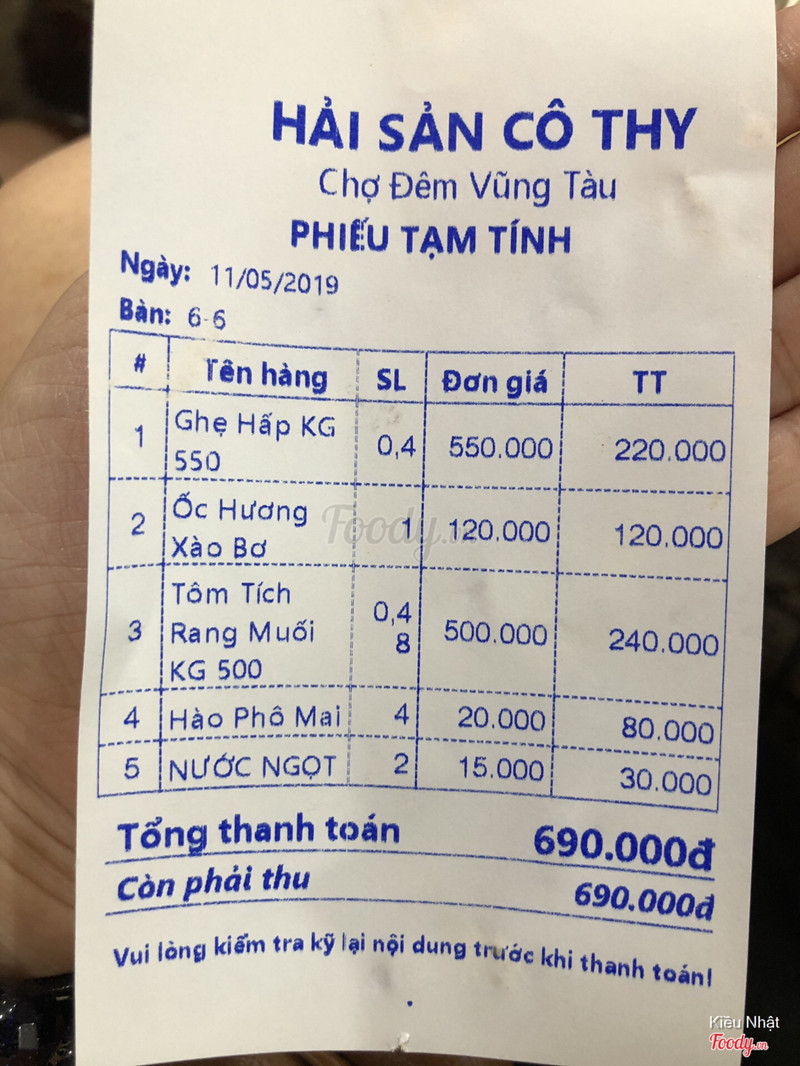 HẢI SẢN CÔ THY
Chợ Đêm Vũng Tàu
PHIẾU TẠM TÍNH
Ngày: 11/05/2019
Bàn: 6-6
# Tên hàng SL Đơn giá TT
1 Ghẹ Hấp KG 550 0,4 550.000 220.000
2 Ốc Hương Xào Bơ 1 120.000 120.000
3 Tôm Tích Rang Muối KG 500 0,48 500.000 240.000
4 Hào Phô Mai 4 20.000 80.000
5 NƯỚC NGỌT 2 15.000 30.000
Tổng thanh toán 690.000đ
Còn phải thu 690.000đ
Vui lòng kiểm tra kỹ lại nội dung trước khi thanh toán!
Foody.vn
Kiều Nhật
Foody.vn